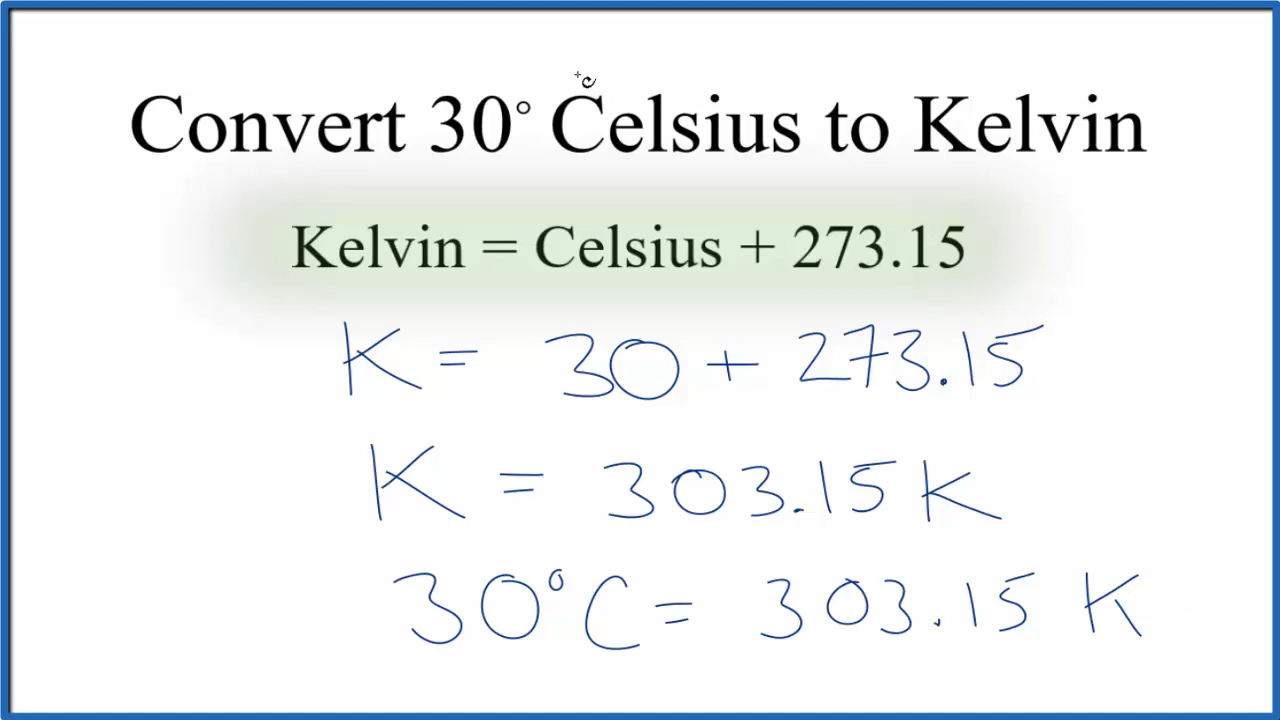 Convert 30° Celsius to Kelvin
Kelvin = Celsius + 273.15
K = 30 + 273.15
K = 303.15 K
30°C = 303.15 K